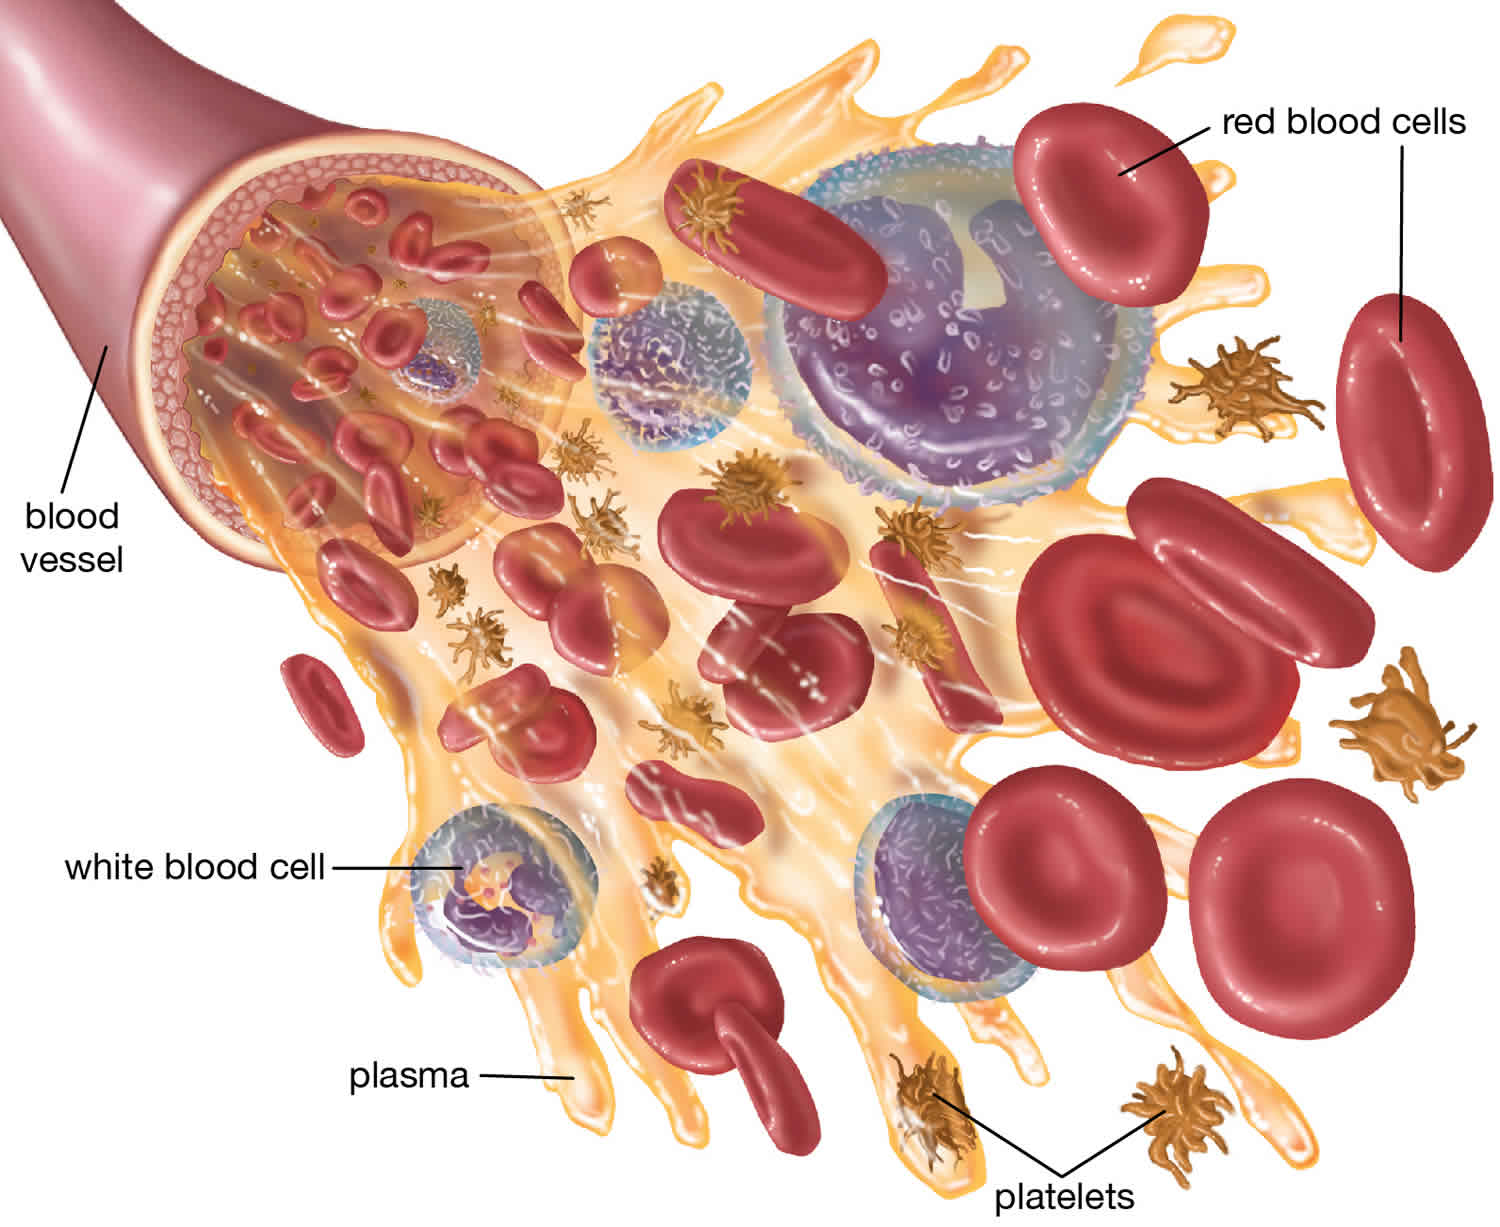 red blood cells
blood
vessel
white blood cell
plasma
platelets